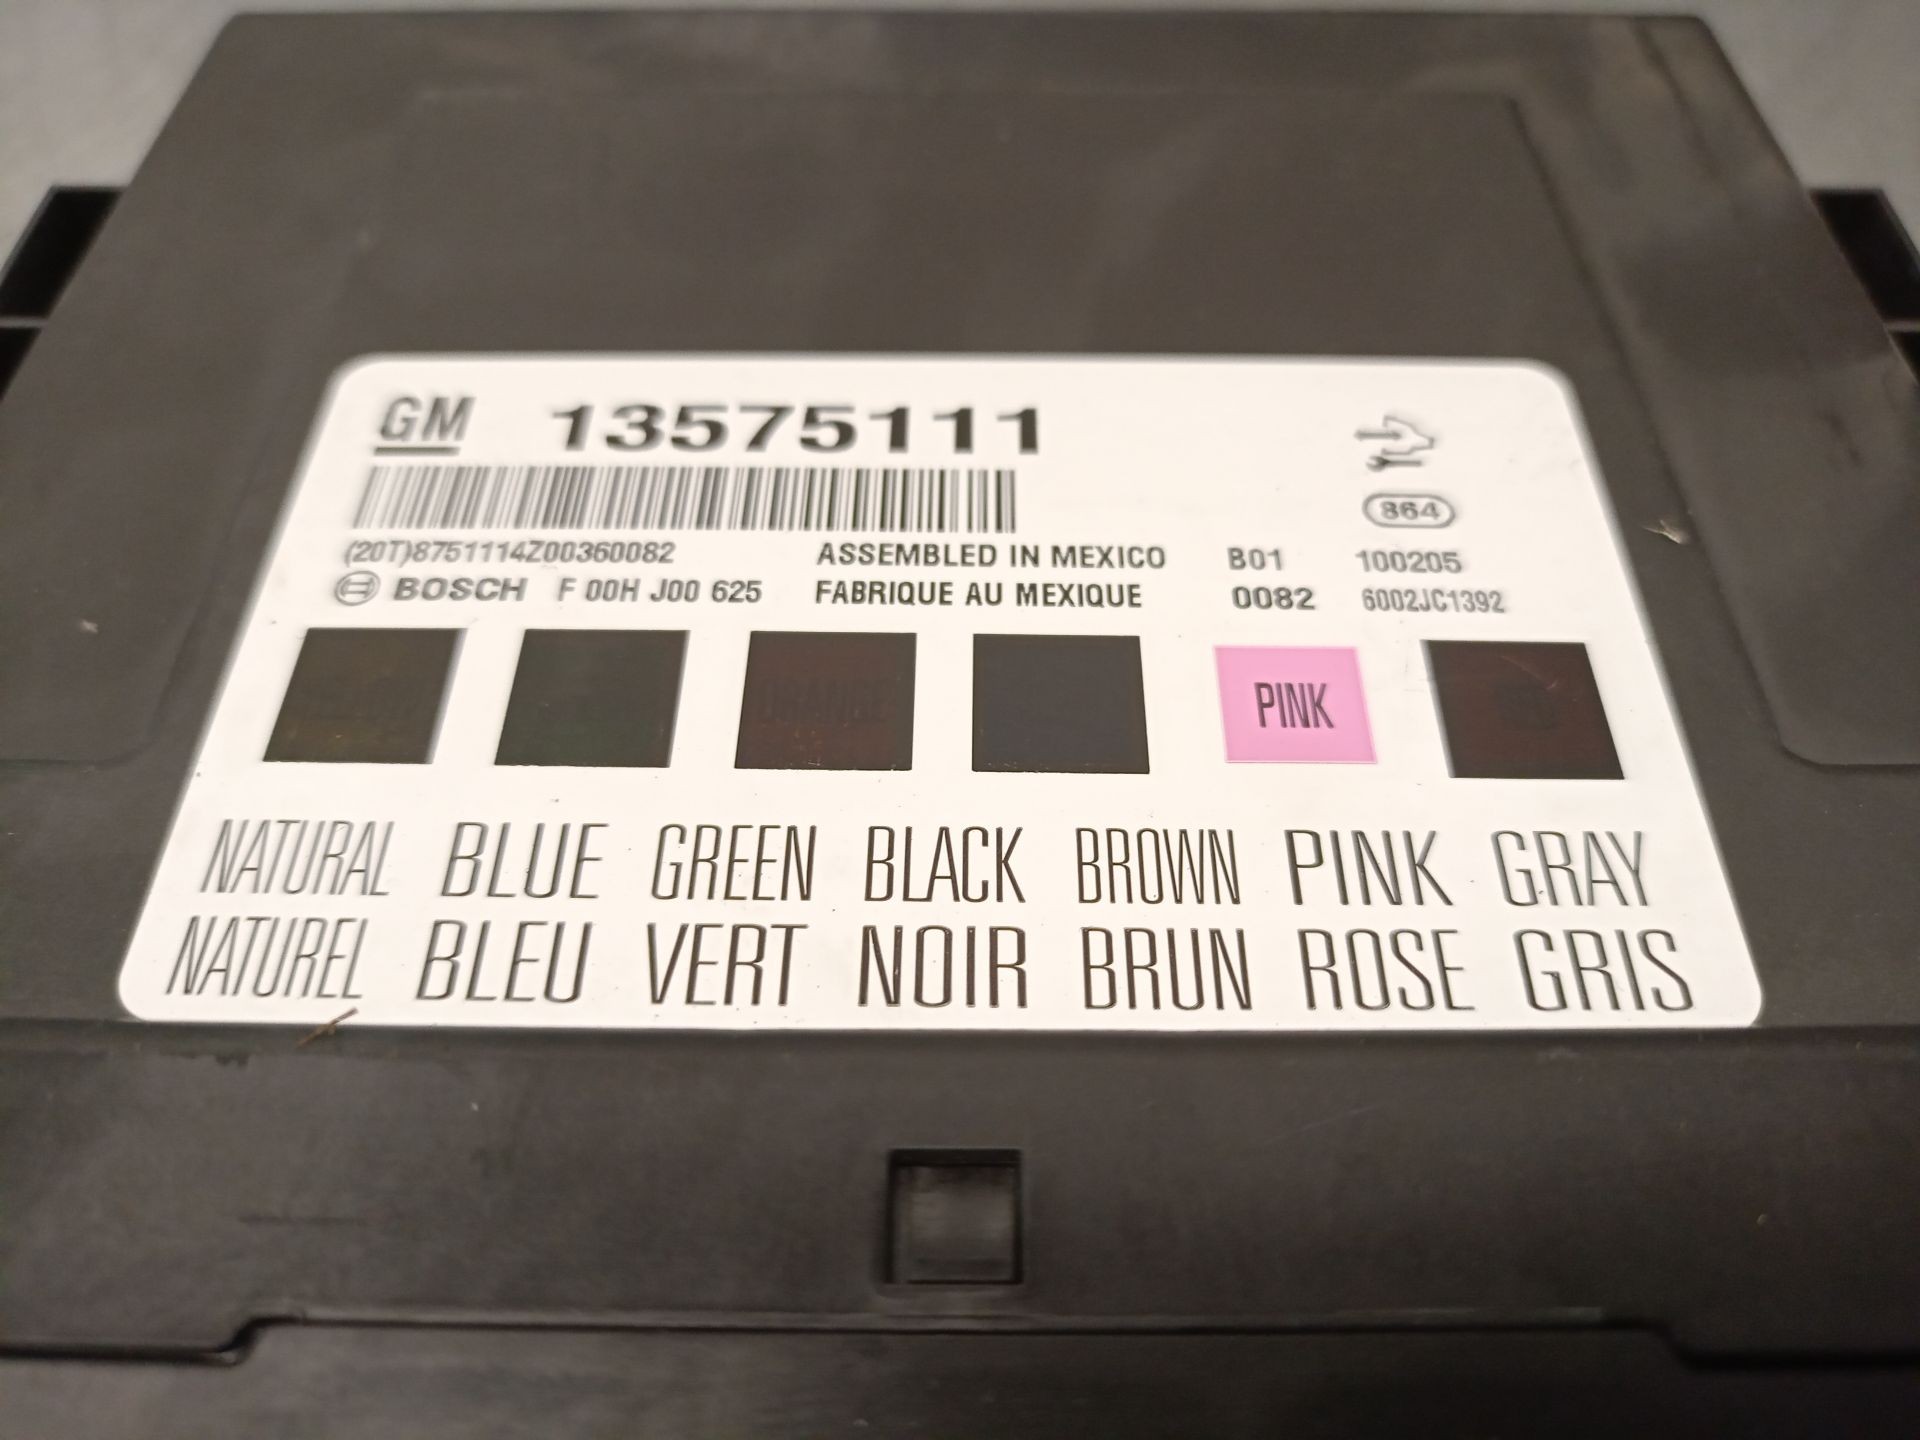 GM 13575111
864
(20T)8751114Z00360082 ASSEMBLED IN MEXICO B01 100205
BOSCH F 00H J00 625 FABRIQUE AU MEXIQUE 0082 6002JC1392
ORANGE PINK
NATURAL BLUE GREEN BLACK BROWN PINK GRAY
NATUREL BLEU VERT NOIR BRUN ROSE GRIS